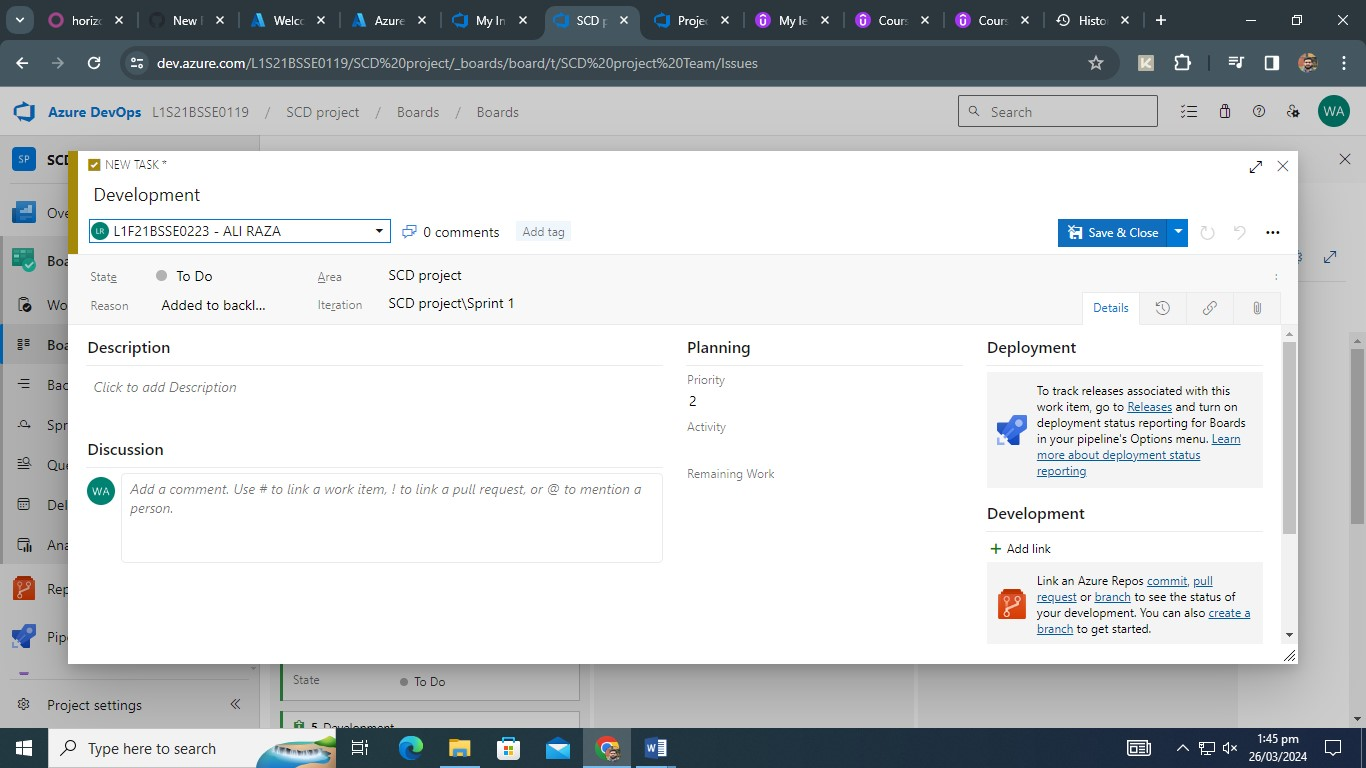 horiz
New I
Welco
Azure
My In
SCD p
Projec
My le
Cours
Cours
Histo
dev.azure.com/L1S21BSSE0119/SCD%20project/_boards/board/t/SCD%20project%20Team/Issues
K
Azure DevOps L1S21BSSE0119 / SCD project / Boards / Boards
Search
WA
SP SCD
Ove
Boa
Wo
Boa
Bac
Spr
Que
Del
Ana
Rep
Pip
Project settings
NEW TASK *
Development
LR L1F21BSSE0223 - ALI RAZA
0 comments
Add tag
Save & Close
State To Do
Area SCD project
Reason Added to backl...
Iteration SCD project\Sprint 1
Details
Description
Click to add Description
Discussion
WA
Add a comment. Use # to link a work item, ! to link a pull request, or @ to mention a
person.
Planning
Priority
2
Activity
Remaining Work
Deployment
To track releases associated with this
work item, go to Releases and turn on
deployment status reporting for Boards
in your pipeline's Options menu. Learn
more about deployment status
reporting
Development
+ Add link
Link an Azure Repos commit, pull
request or branch to see the status of
your development. You can also create a
branch to get started.
State To Do
5 Development
Type here to search
1:45 pm
26/03/2024